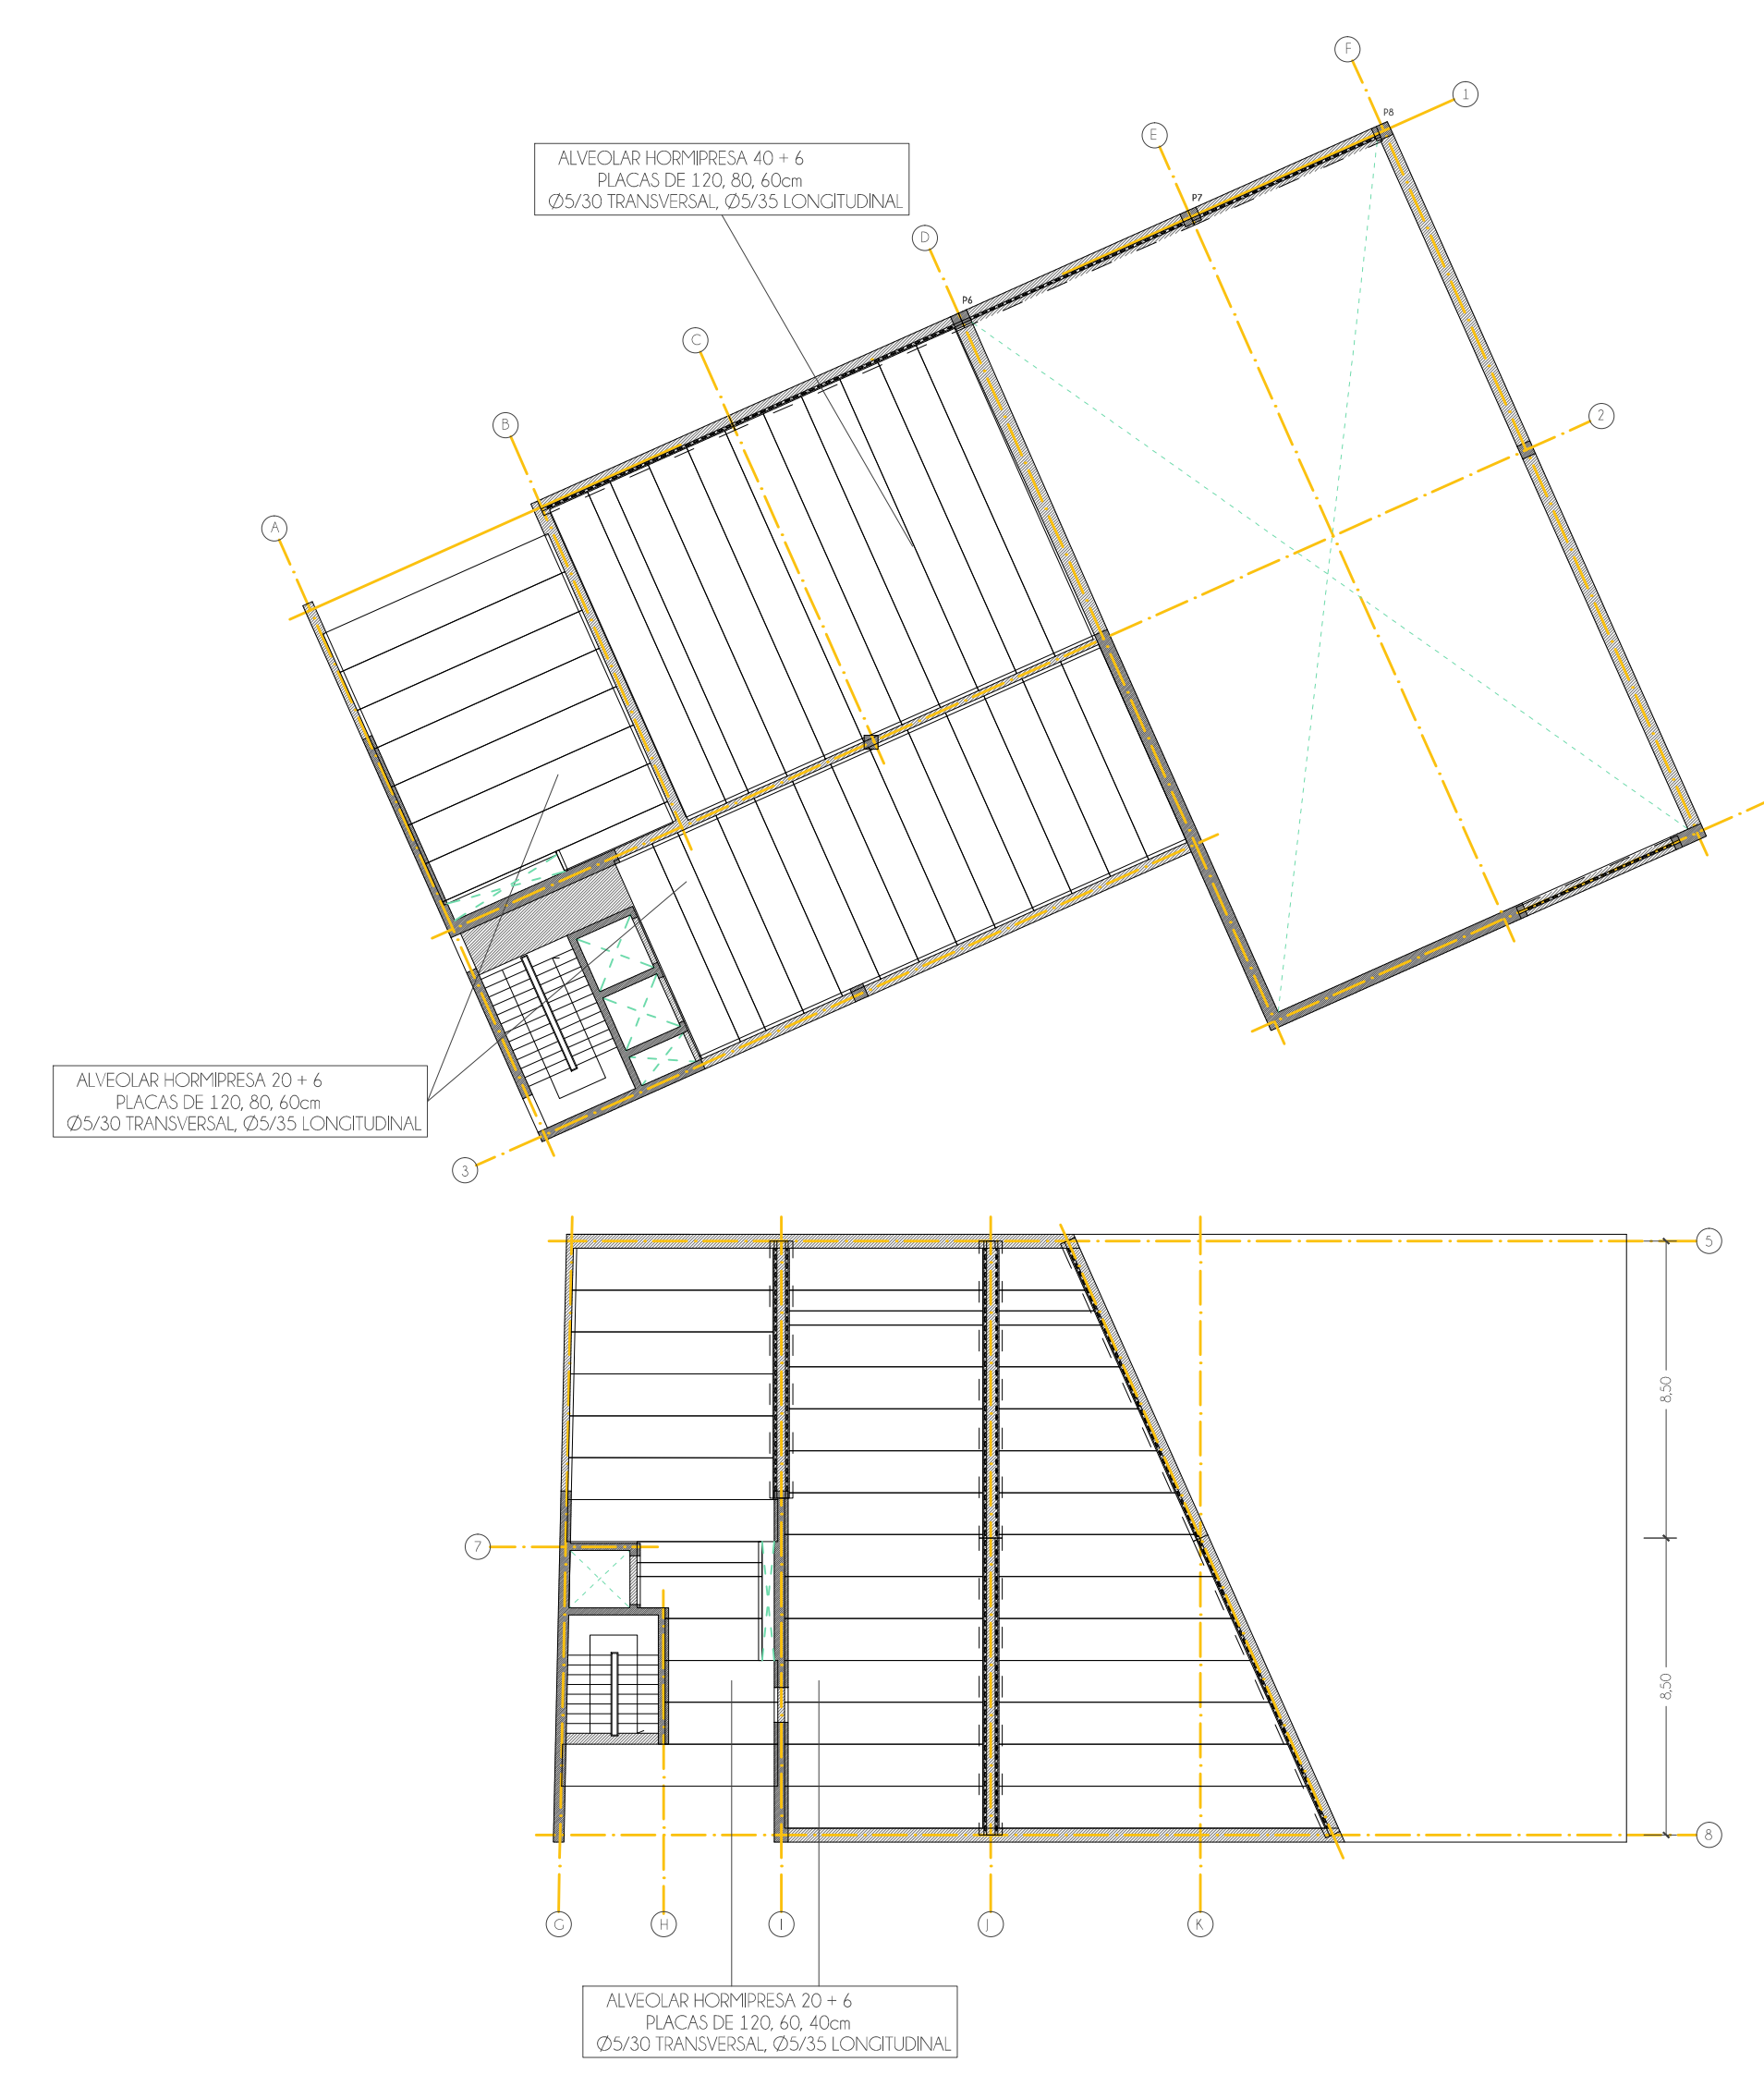 F
1
P8
E
ALVEOLAR HORMIPRESA 40 + 6
PLACAS DE 120, 80, 60cm
Ø5/30 TRANSVERSAL, Ø5/35 LONGITUDINAL
P7
D
P6
C
2
B
A
ALVEOLAR HORMIPRESA 20 + 6
PLACAS DE 120, 80, 60cm
Ø5/30 TRANSVERSAL, Ø5/35 LONGITUDINAL
3
5
8,50
7
8,50
8
G
H
I
J
K
ALVEOLAR HORMIPRESA 20 + 6
PLACAS DE 120, 60, 40cm
Ø5/30 TRANSVERSAL, Ø5/35 LONGITUDINAL